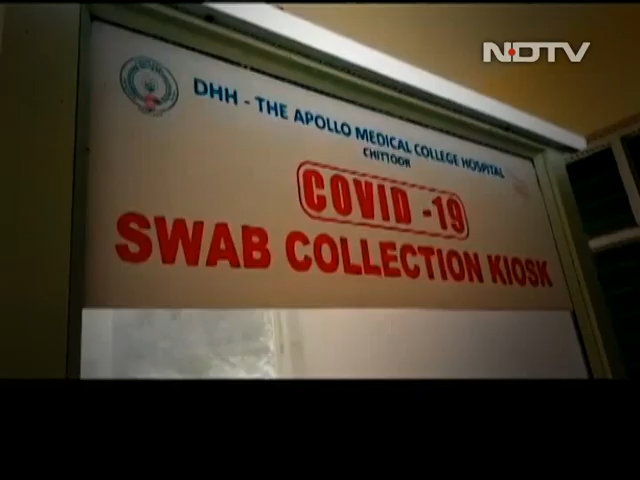 NDTV
DHH - THE APOLLO MEDICAL COLLEGE HOSPITAL
CHITTOOR
COVID -19
SWAB COLLECTION KIOSK